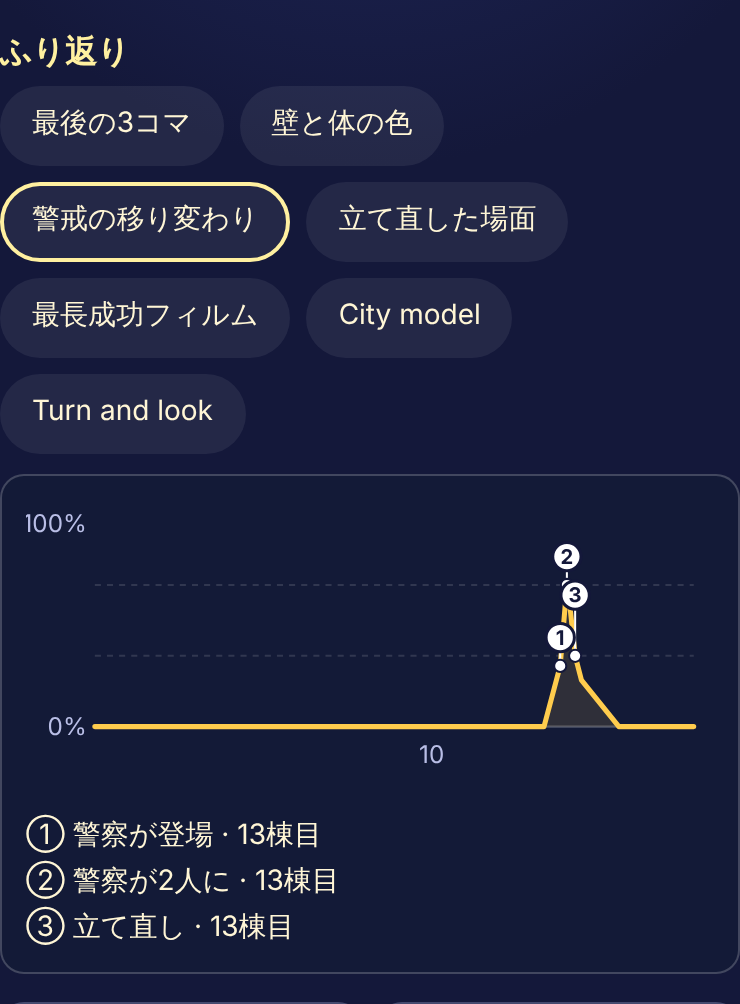 ふり返り
最後の3コマ
壁と体の色
警戒の移り変わり
立て直した場面
最長成功フィルム
City model
Turn and look
100%
2
3
1
0%
10
① 警察が登場 · 13棟目
② 警察が2人に · 13棟目
③ 立て直し · 13棟目